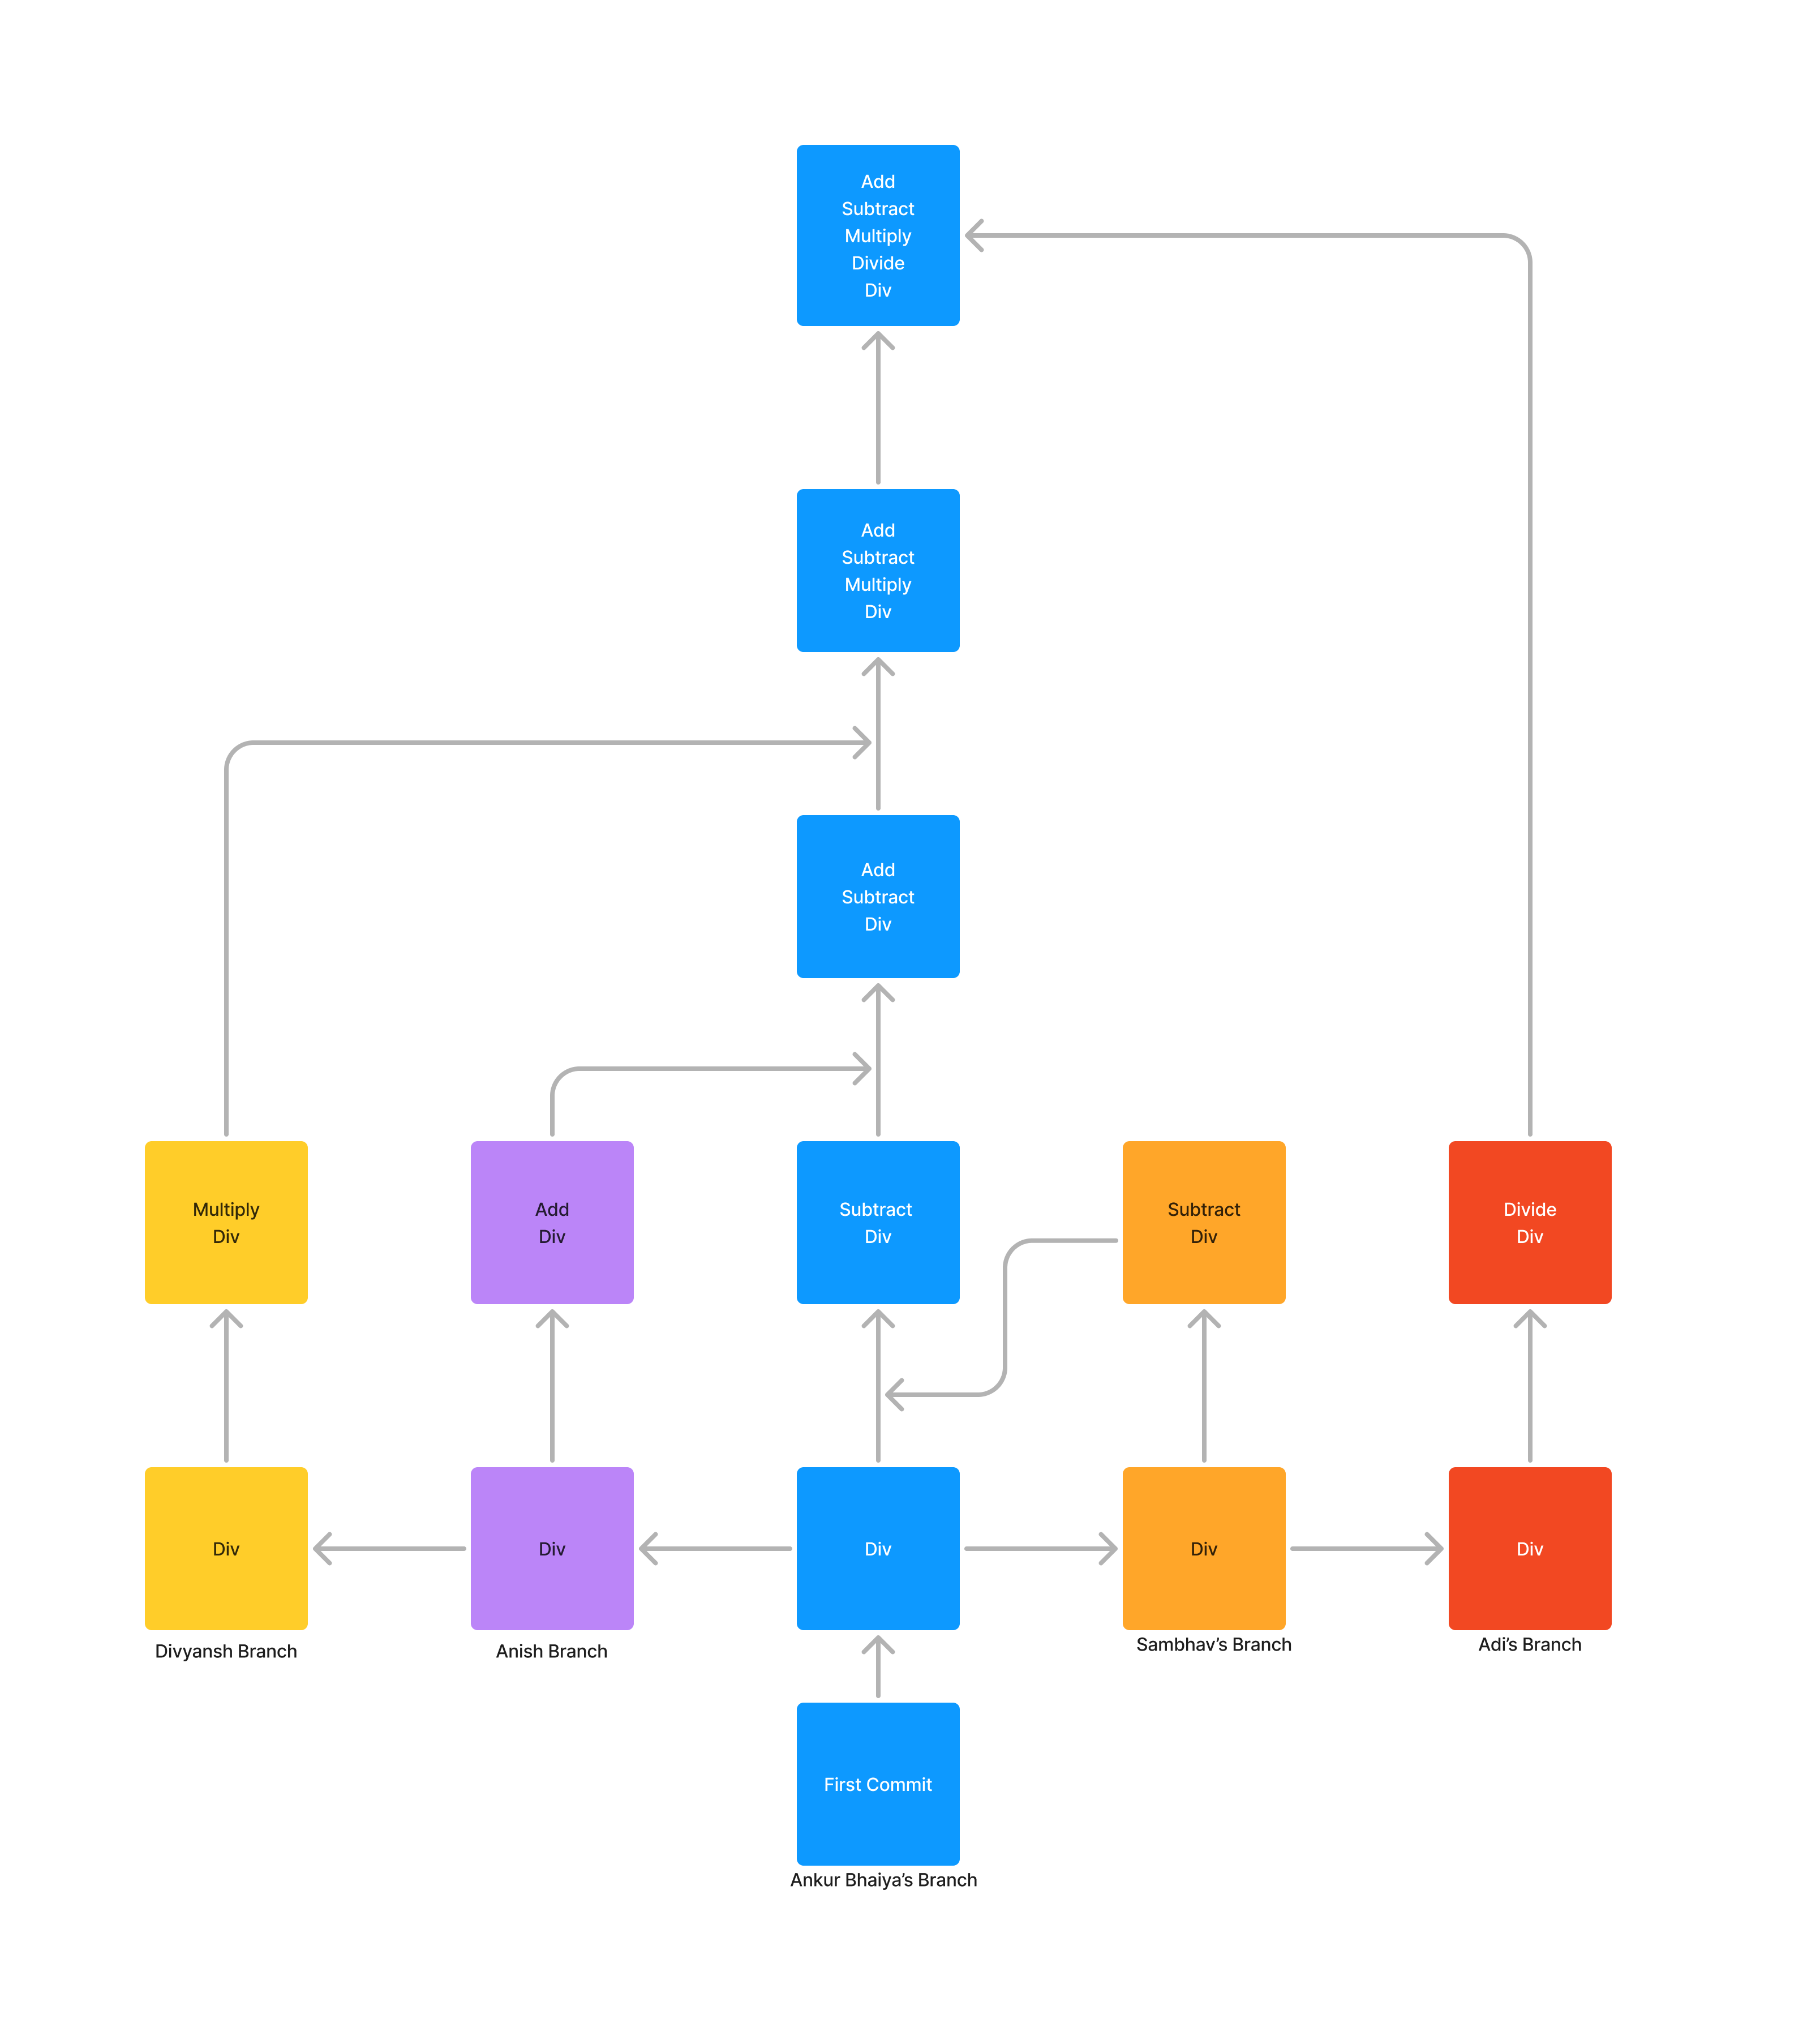 Add
Subtract
Multiply
Divide
Div
Add
Subtract
Multiply
Div
Add
Subtract
Div
Multiply
Div
Add
Div
Subtract
Div
Subtract
Div
Divide
Div
Div
Div
Div
Div
Div
Divyansh Branch
Anish Branch
Sambhav’s Branch
Adi’s Branch
First Commit
Ankur Bhaiya’s Branch